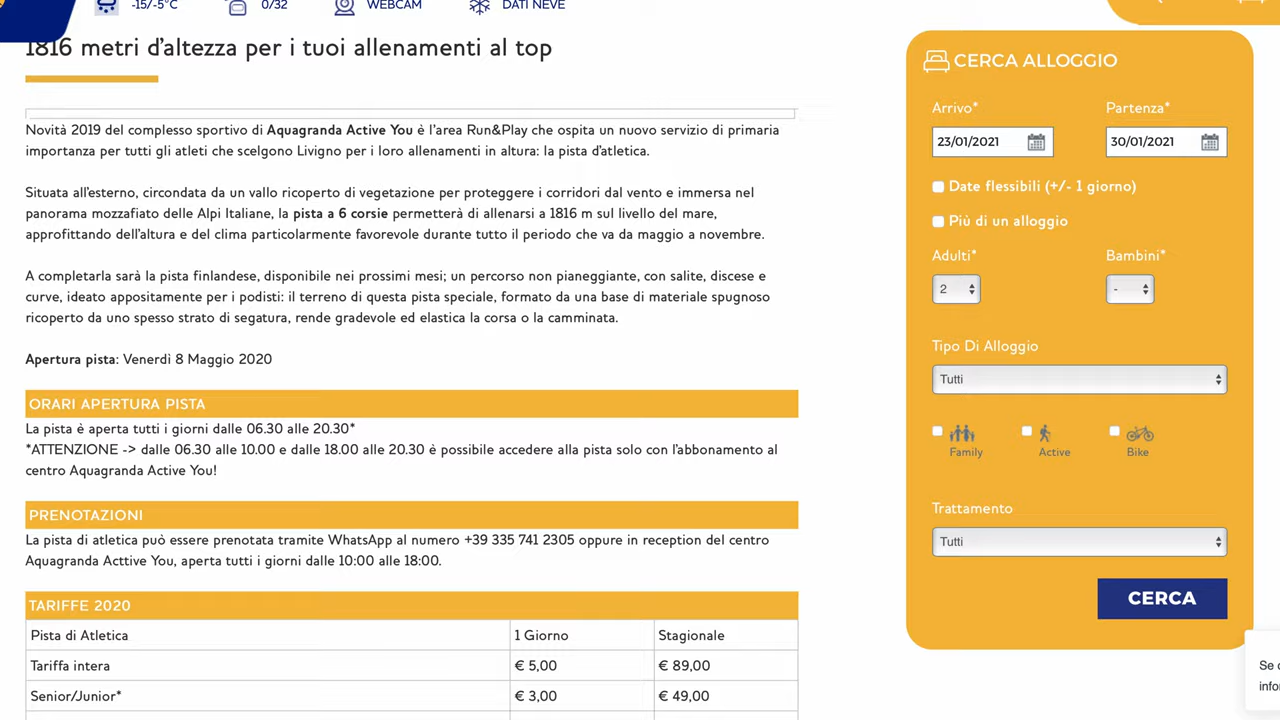 -15/-5°C 0/32 WEBCAM DATI NEVE
1816 metri d'altezza per i tuoi allenamenti al top
Novità 2019 del complesso sportivo di Aquagranda Active You è l'area Run&Play che ospita un nuovo servizio di primaria
importanza per tutti gli atleti che scelgono Livigno per i loro allenamenti in altura: la pista d'atletica.
Situata all'esterno, circondata da un vallo ricoperto di vegetazione per proteggere i corridori dal vento e immersa nel
panorama mozzafiato delle Alpi Italiane, la pista a 6 corsie permetterà di allenarsi a 1816 m sul livello del mare,
approfittando dell'altura e del clima particolarmente favorevole durante tutto il periodo che va da maggio a novembre.
A completarla sarà la pista finlandese, disponibile nei prossimi mesi; un percorso non pianeggiante, con salite, discese e
curve, ideato appositamente per i podisti: il terreno di questa pista speciale, formato da una base di materiale spugnoso
ricoperto da uno spesso strato di segatura, rende gradevole ed elastica la corsa o la camminata.
Apertura pista: Venerdì 8 Maggio 2020
ORARI APERTURA PISTA
La pista è aperta tutti i giorni dalle 06.30 alle 20.30*
*ATTENZIONE -> dalle 06.30 alle 10.00 e dalle 18.00 alle 20.30 è possibile accedere alla pista solo con l'abbonamento al
centro Aquagranda Active You!
PRENOTAZIONI
La pista di atletica può essere prenotata tramite WhatsApp al numero +39 335 741 2305 oppure in reception del centro
Aquagranda Acttive You, aperta tutti i giorni dalle 10:00 alle 18:00.
TARIFFE 2020
Pista di Atletica 1 Giorno Stagionale
Tariffa intera € 5,00 € 89,00
Senior/Junior* € 3,00 € 49,00
CERCA ALLOGGIO
Arrivo* Partenza*
23/01/2021 30/01/2021
Date flessibili (+/- 1 giorno)
Più di un alloggio
Adulti* Bambini*
2 -
Tipo Di Alloggio
Tutti
Family Active Bike
Trattamento
Tutti
CERCA